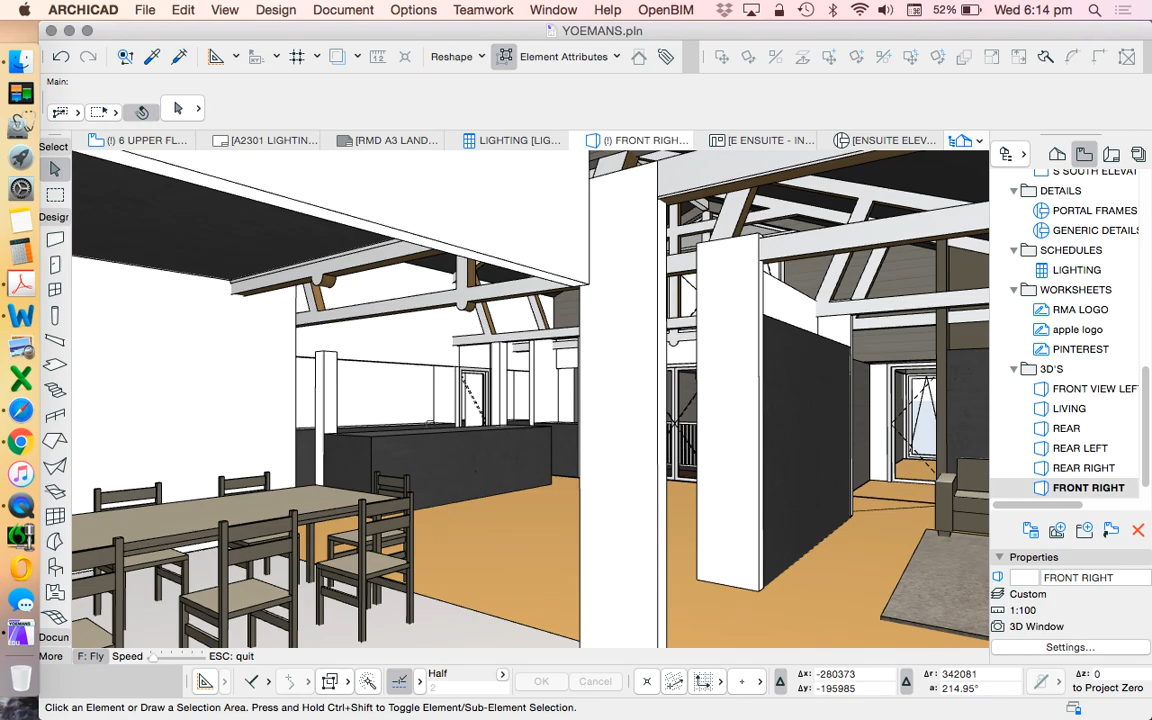 ARCHICAD File Edit View Design Document Options Teamwork Window Help OpenBIM 52% Wed 6:14 pm
YOEMANS.pln
Reshape Element Attributes
Main:
Select
(!) 6 UPPER FL...
[A2301 LIGHTIN...
[RMD A3 LAND...
LIGHTING [LIG...
(!) FRONT RIGH...
[E ENSUITE - IN...
[ENSUITE ELEV...
Design
S SOUTH ELEVAT
DETAILS
PORTAL FRAMES
GENERIC DETAILS
SCHEDULES
LIGHTING
WORKSHEETS
RMA LOGO
apple logo
PINTEREST
3D'S
FRONT VIEW LEF
LIVING
REAR
REAR LEFT
REAR RIGHT
FRONT RIGHT
Properties
FRONT RIGHT
Custom
1:100
3D Window
Settings...
Docun
More
F: Fly Speed ESC: quit
Half
2
OK Cancel
Δx: -280373
Δy: -195985
Δr: 342081
a: 214.95°
Δz: 0
to Project Zero
Click an Element or Draw a Selection Area. Press and Hold Ctrl+Shift to Toggle Element/Sub-Element Selection.